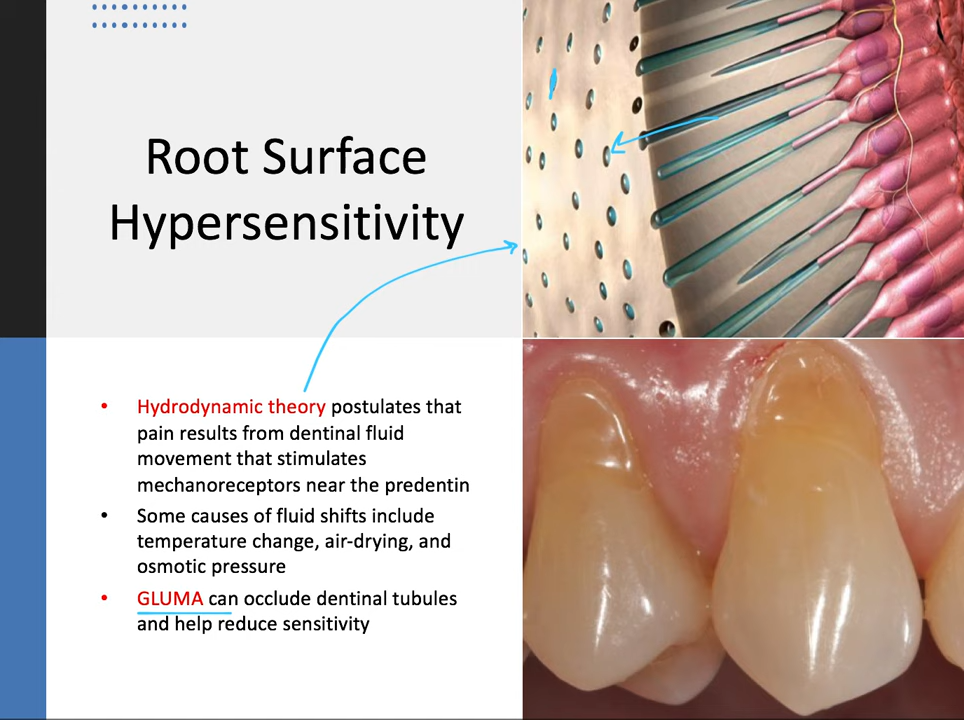 Root Surface
Hypersensitivity
• Hydrodynamic theory postulates that
pain results from dentinal fluid
movement that stimulates
mechanoreceptors near the predentin
• Some causes of fluid shifts include
temperature change, air-drying, and
osmotic pressure
• GLUMA can occlude dentinal tubules
and help reduce sensitivity